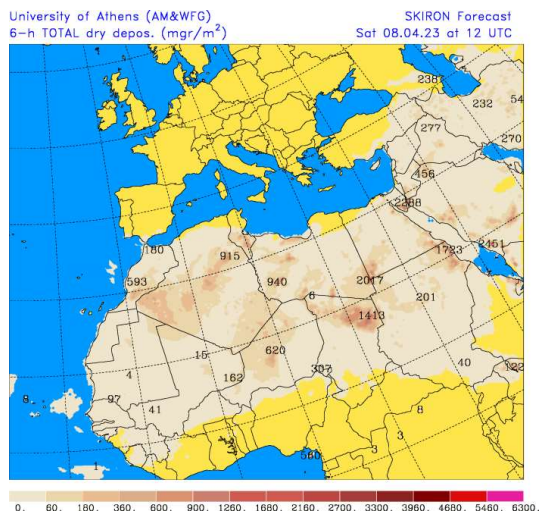 University of Athens (AM&WFG) SKIRON Forecast
6-h TOTAL dry depos. (mgr/m²) Sat 08.04.23 at 12 UTC
2387
232 54
277
270
456
2288
180 1723 2451
915
593 940 2017
6 201
1413
15 620
4 162 307 40 122
97
8 41 8
3
3
560
1
0. 60. 180. 360. 600. 900. 1260. 1680. 2160. 2700. 3300. 3960. 4680. 5460. 6300.